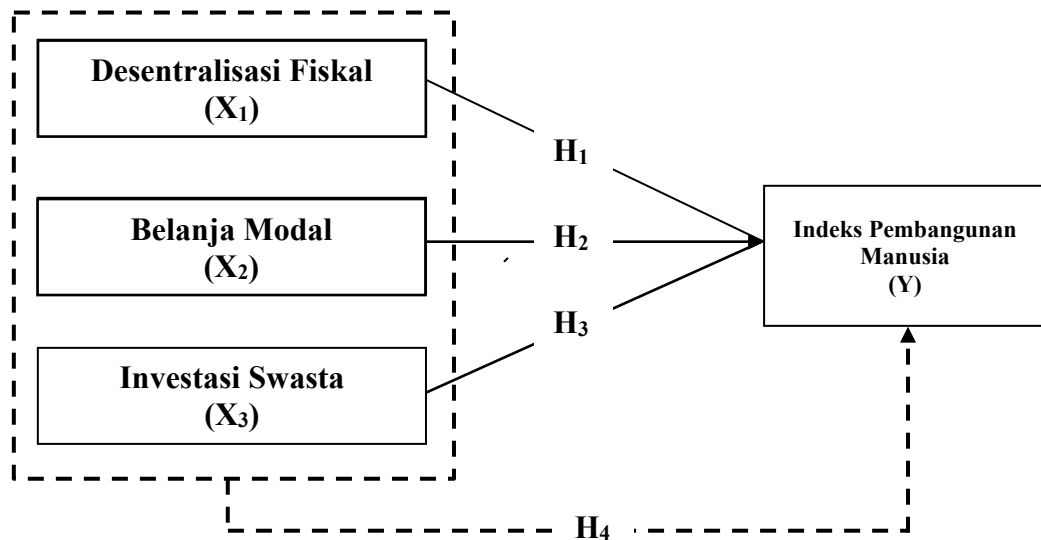 Desentralisasi Fiskal
(X₁)
H₁
Belanja Modal
(X₂)
H₂
Indeks Pembangunan
Manusia
(Y)
H₃
Investasi Swasta
(X₃)
H₄